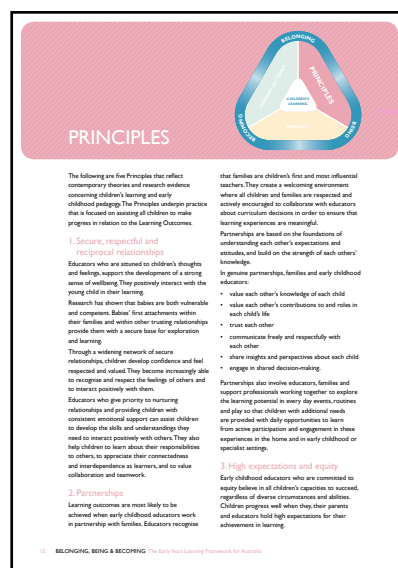 BELONGING
PRINCIPLES
CHILDREN'S
LEARNING
BECOMING
BEING
PRINCIPLES
The following are five Principles that reflect
contemporary theories and research evidence
concerning children's learning and early
childhood pedagogy. The Principles underpin practice
that is focused on assisting all children to make
progress in relation to the Learning Outcomes.
1. Secure, respectful and
reciprocal relationships
Educators who are attuned to children's thoughts
and feelings, support the development of a strong
sense of wellbeing. They positively interact with the
young child in their learning.
Research has shown that babies are both vulnerable
and competent. Babies' first attachments within
their families and within other trusting relationships
provide them with a secure base for exploration
and learning.
Through a widening network of secure
relationships, children develop confidence and feel
respected and valued. They become increasingly able
to recognise and respect the feelings of others and
to interact positively with them.
Educators who give priority to nurturing
relationships and providing children with
consistent emotional support can assist children
to develop the skills and understandings they
need to interact positively with others. They also
help children to learn about their responsibilities
to others, to appreciate their connectedness
and interdependence as learners, and to value
collaboration and teamwork.
2. Partnerships
Learning outcomes are most likely to be
achieved when early childhood educators work
in partnership with families. Educators recognise
that families are children's first and most influential
teachers. They create a welcoming environment
where all children and families are respected and
actively encouraged to collaborate with educators
about curriculum decisions in order to ensure that
learning experiences are meaningful.
Partnerships are based on the foundations of
understanding each other's expectations and
attitudes, and build on the strength of each others'
knowledge.
In genuine partnerships, families and early childhood
educators:
• value each other's knowledge of each child
• value each other's contributions to and roles in
each child's life
• trust each other
• communicate freely and respectfully with
each other
• share insights and perspectives about each child
• engage in shared decision-making.
Partnerships also involve educators, families and
support professionals working together to explore
the learning potential in every day events, routines
and play so that children with additional needs
are provided with daily opportunities to learn
from active participation and engagement in these
experiences in the home and in early childhood or
specialist settings.
3. High expectations and equity
Early childhood educators who are committed to
equity believe in all children's capacities to succeed,
regardless of diverse circumstances and abilities.
Children progress well when they, their parents
and educators hold high expectations for their
achievement in learning.
12 BELONGING, BEING & BECOMING The Early Years Learning Framework for Australia